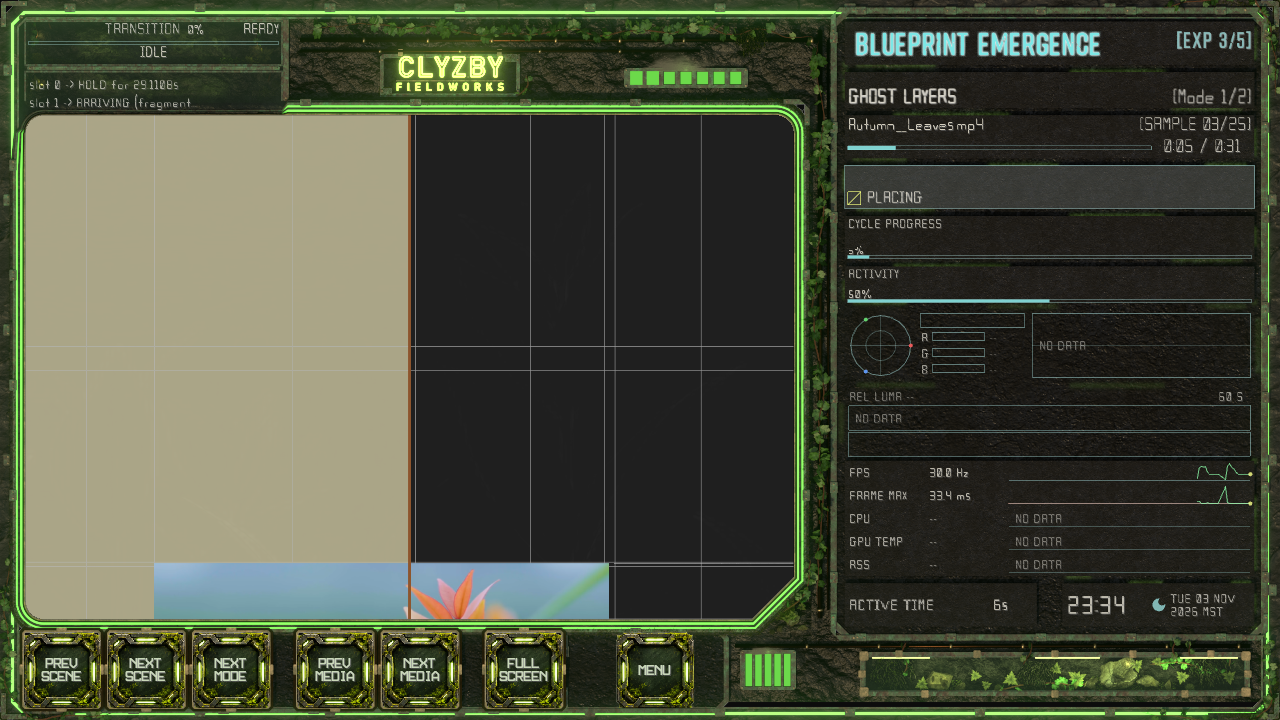 TRANSITION 0% READY
IDLE
slot 0 -> HOLD for 29.1108s
slot 1 -> ARRIVING (fragment...
CLYZBY
FIELDWORKS
BLUEPRINT EMERGENCE [EXP 3/5]
GHOST LAYERS (Mode 1/2)
Autumn_Leaves.mp4 (SAMPLE 03/25)
0:05 / 0:31
PLACING
CYCLE PROGRESS
5%
ACTIVITY
50%
R --
G --
B --
NO DATA
REL LUMA -- 60 S
NO DATA
FPS 30.0 Hz
FRAME MAX 33.4 ms
CPU -- NO DATA
GPU TEMP -- NO DATA
RSS -- NO DATA
ACTIVE TIME 6s
23:34
TUE 03 NOV
2026 MST
PREV SCENE
NEXT SCENE
NEXT MODE
PREV MEDIA
NEXT MEDIA
FULL SCREEN
MENU